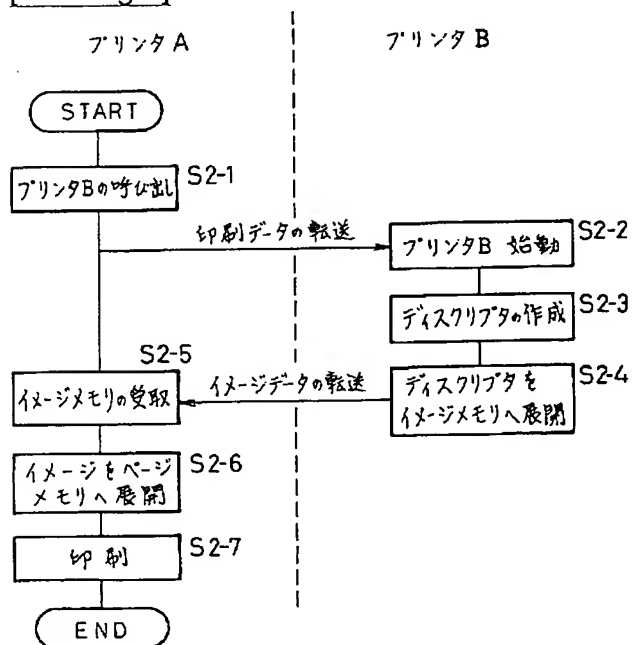 プリンタA
プリンタB
START
プリンタBの呼び出し
S2-1
印刷データの転送
プリンタB 始動
S2-2
ディスクリプタの作成
S2-3
S2-5
イメージメモリの受取
イメージデータの転送
ディスクリプタを
イメージメモリへ展開
S2-4
イメージをページ
メモリへ展開
S2-6
印刷
S2-7
END